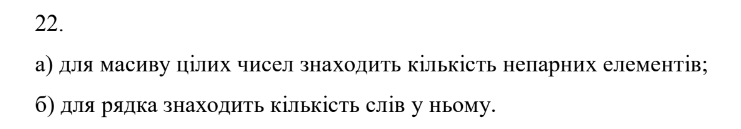 22.
а) для масиву цілих чисел знаходить кількість непарних елементів;
б) для рядка знаходить кількість слів у ньому.